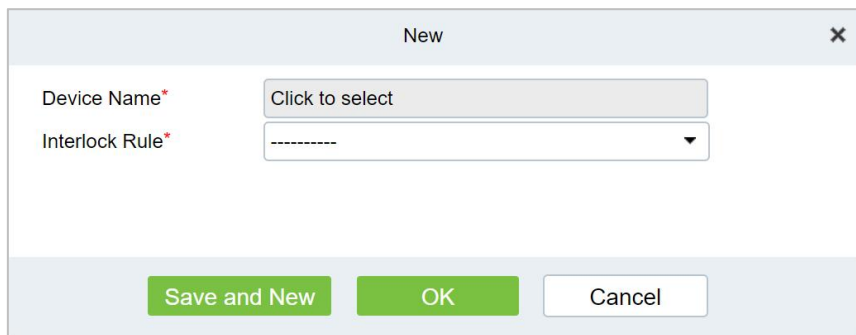 New
Device Name* Click to select
Interlock Rule* ----------
Save and New OK Cancel